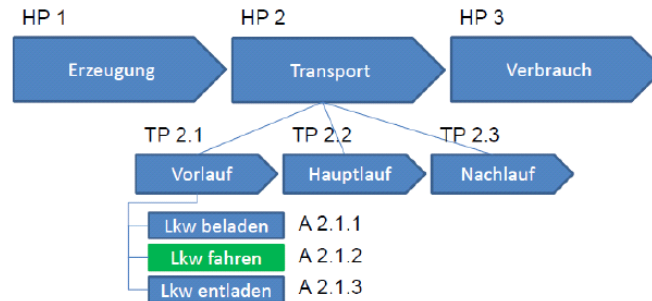 HP 1
HP 2
HP 3
Erzeugung
Transport
Verbrauch
TP 2.1
TP 2.2
TP 2.3
Vorlauf
Hauptlauf
Nachlauf
Lkw beladen
A 2.1.1
Lkw fahren
A 2.1.2
Lkw entladen
A 2.1.3